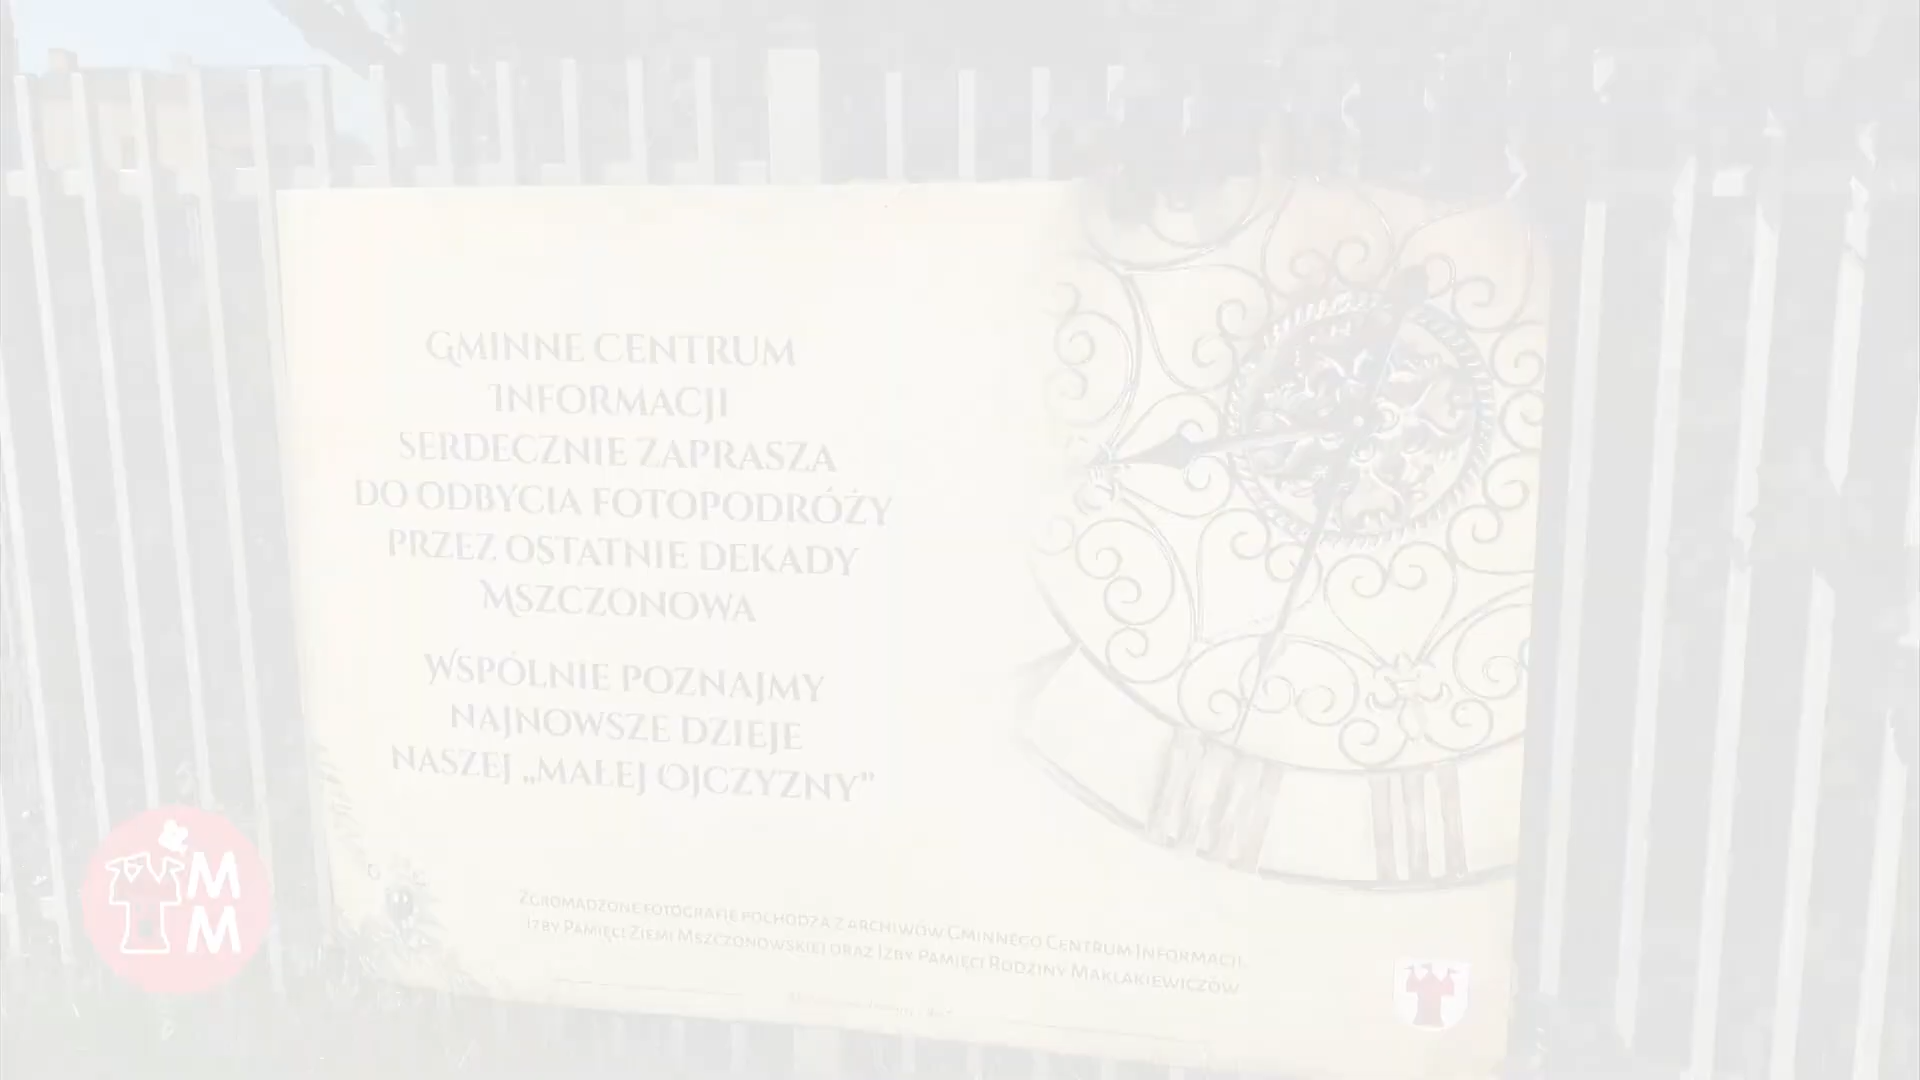 Gminne Centrum
Informacji
serdecznie zaprasza
do odbycia fotopodróży
przez ostatnie dekady
Mszczonowa
Wspólnie poznajmy
najnowsze dzieje
naszej „Małej Ojczyzny"
Zgromadzone fotografie pochodzą z archiwów Gminnego Centrum Informacji,
Izby Pamięci Ziemi Mszczonowskiej oraz Izby Pamięci Rodziny Maklakiewiczów
M
M